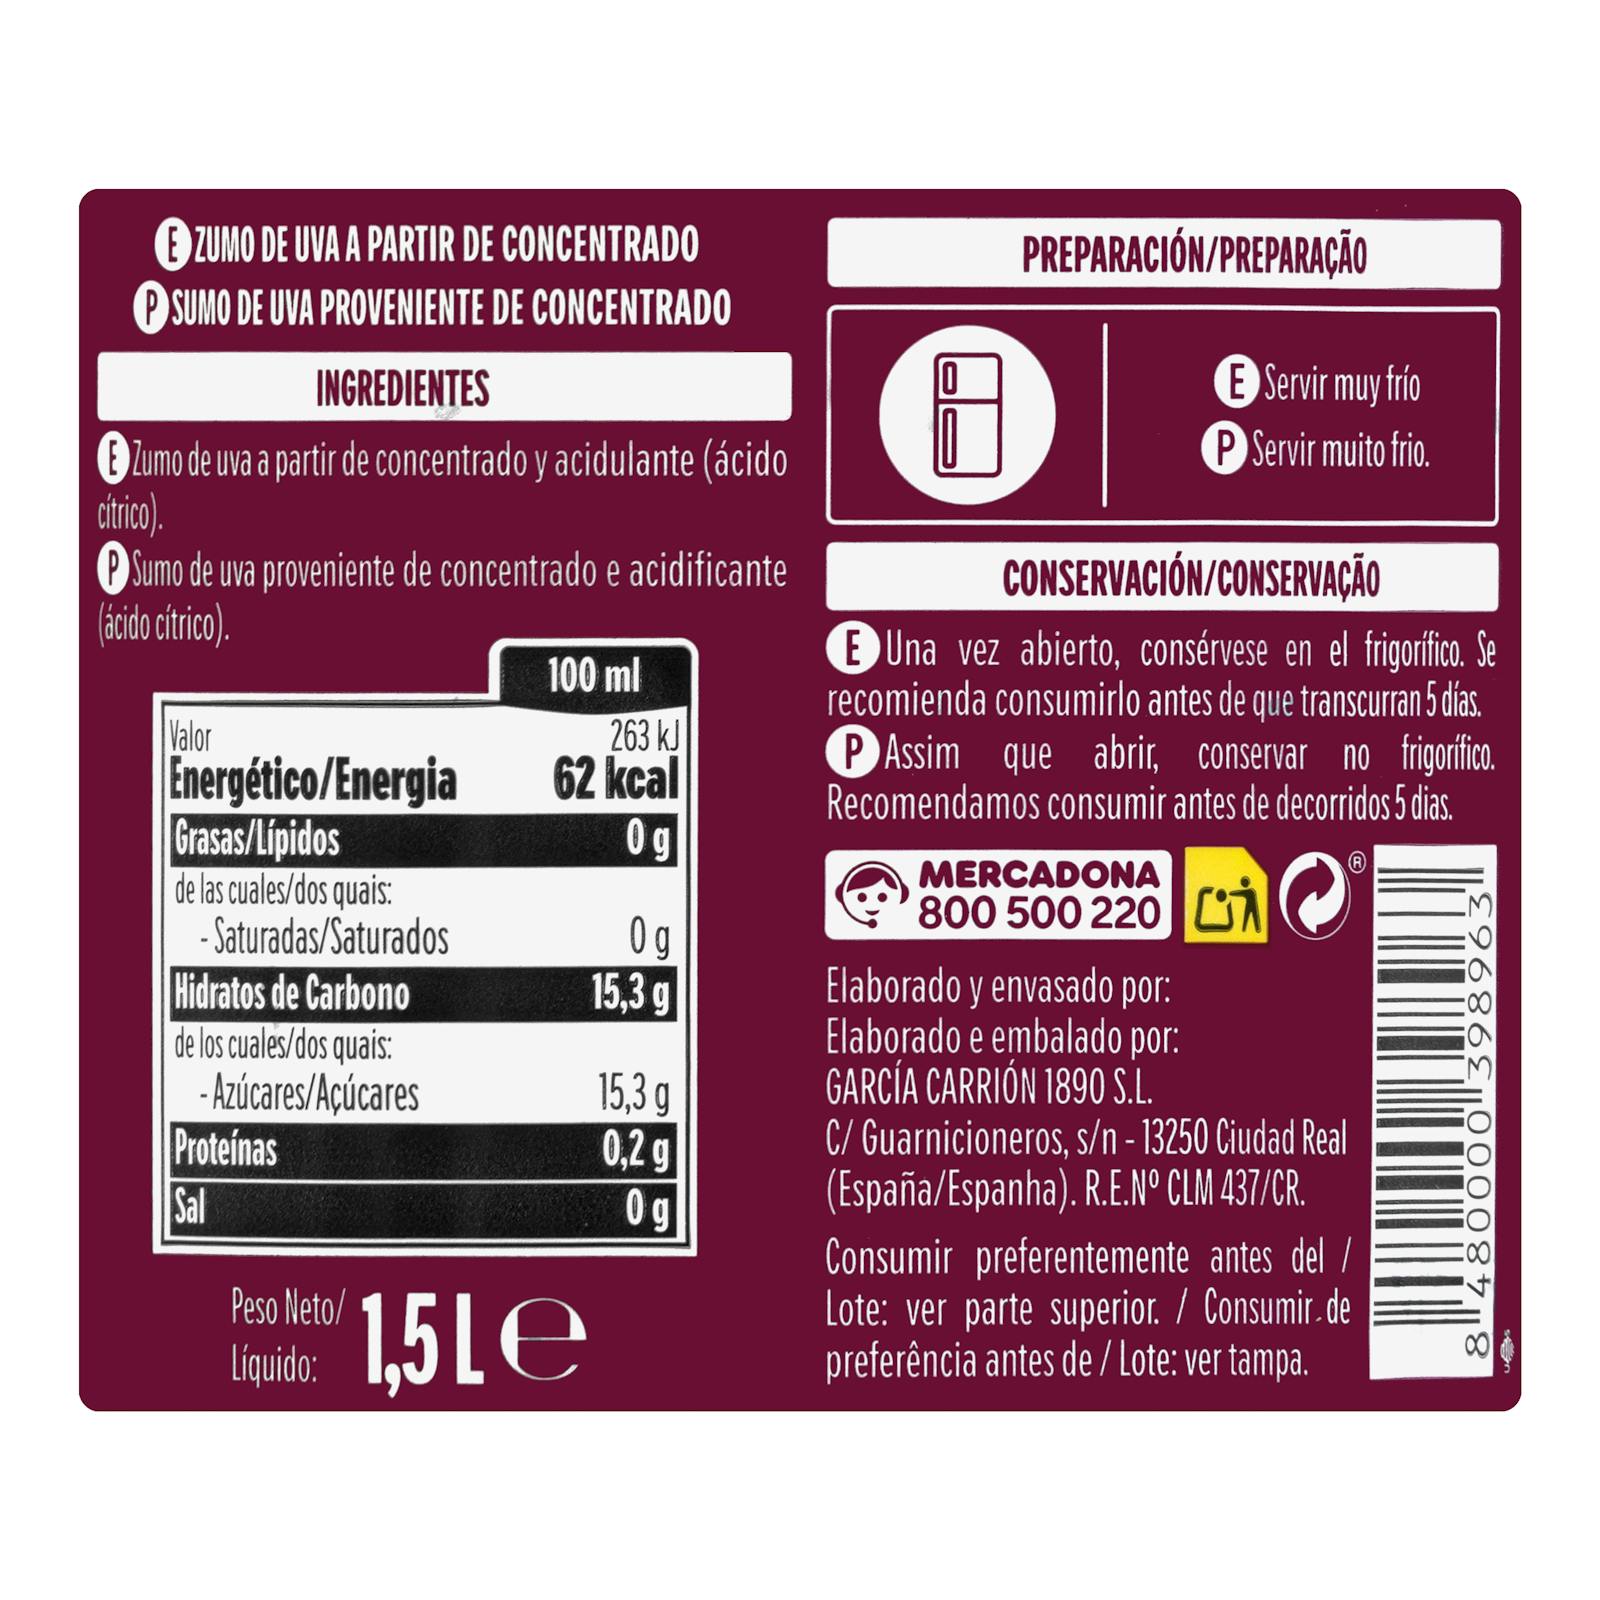 E ZUMO DE UVA A PARTIR DE CONCENTRADO
P SUMO DE UVA PROVENIENTE DE CONCENTRADO
INGREDIENTES
E Zumo de uva a partir de concentrado y acidulante (ácido
cítrico).
P Sumo de uva proveniente de concentrado e acidificante
(ácido cítrico).
100 ml
Valor 263 kJ
Energético/Energia 62 kcal
Grasas/Lípidos 0 g
de las cuales/dos quais:
- Saturadas/Saturados 0 g
Hidratos de Carbono 15,3 g
de los cuales/dos quais:
- Azúcares/Açúcares 15,3 g
Proteínas 0,2 g
Sal 0 g
Peso Neto/
Líquido: 1,5 L e
PREPARACIÓN/PREPARAÇÃO
E Servir muy frío
P Servir muito frio.
CONSERVACIÓN/CONSERVAÇÃO
E Una vez abierto, consérvese en el frigorífico. Se
recomienda consumirlo antes de que transcurran 5 días.
P Assim que abrir, conservar no frigorífico.
Recomendamos consumir antes de decorridos 5 dias.
MERCADONA
800 500 220
®
Elaborado y envasado por:
Elaborado e embalado por:
GARCÍA CARRIÓN 1890 S.L.
C/ Guarnicioneros, s/n - 13250 Ciudad Real
(España/Espanha). R.E.Nº CLM 437/CR.
Consumir preferentemente antes del /
Lote: ver parte superior. / Consumir de
preferência antes de / Lote: ver tampa.
8 480000 398963